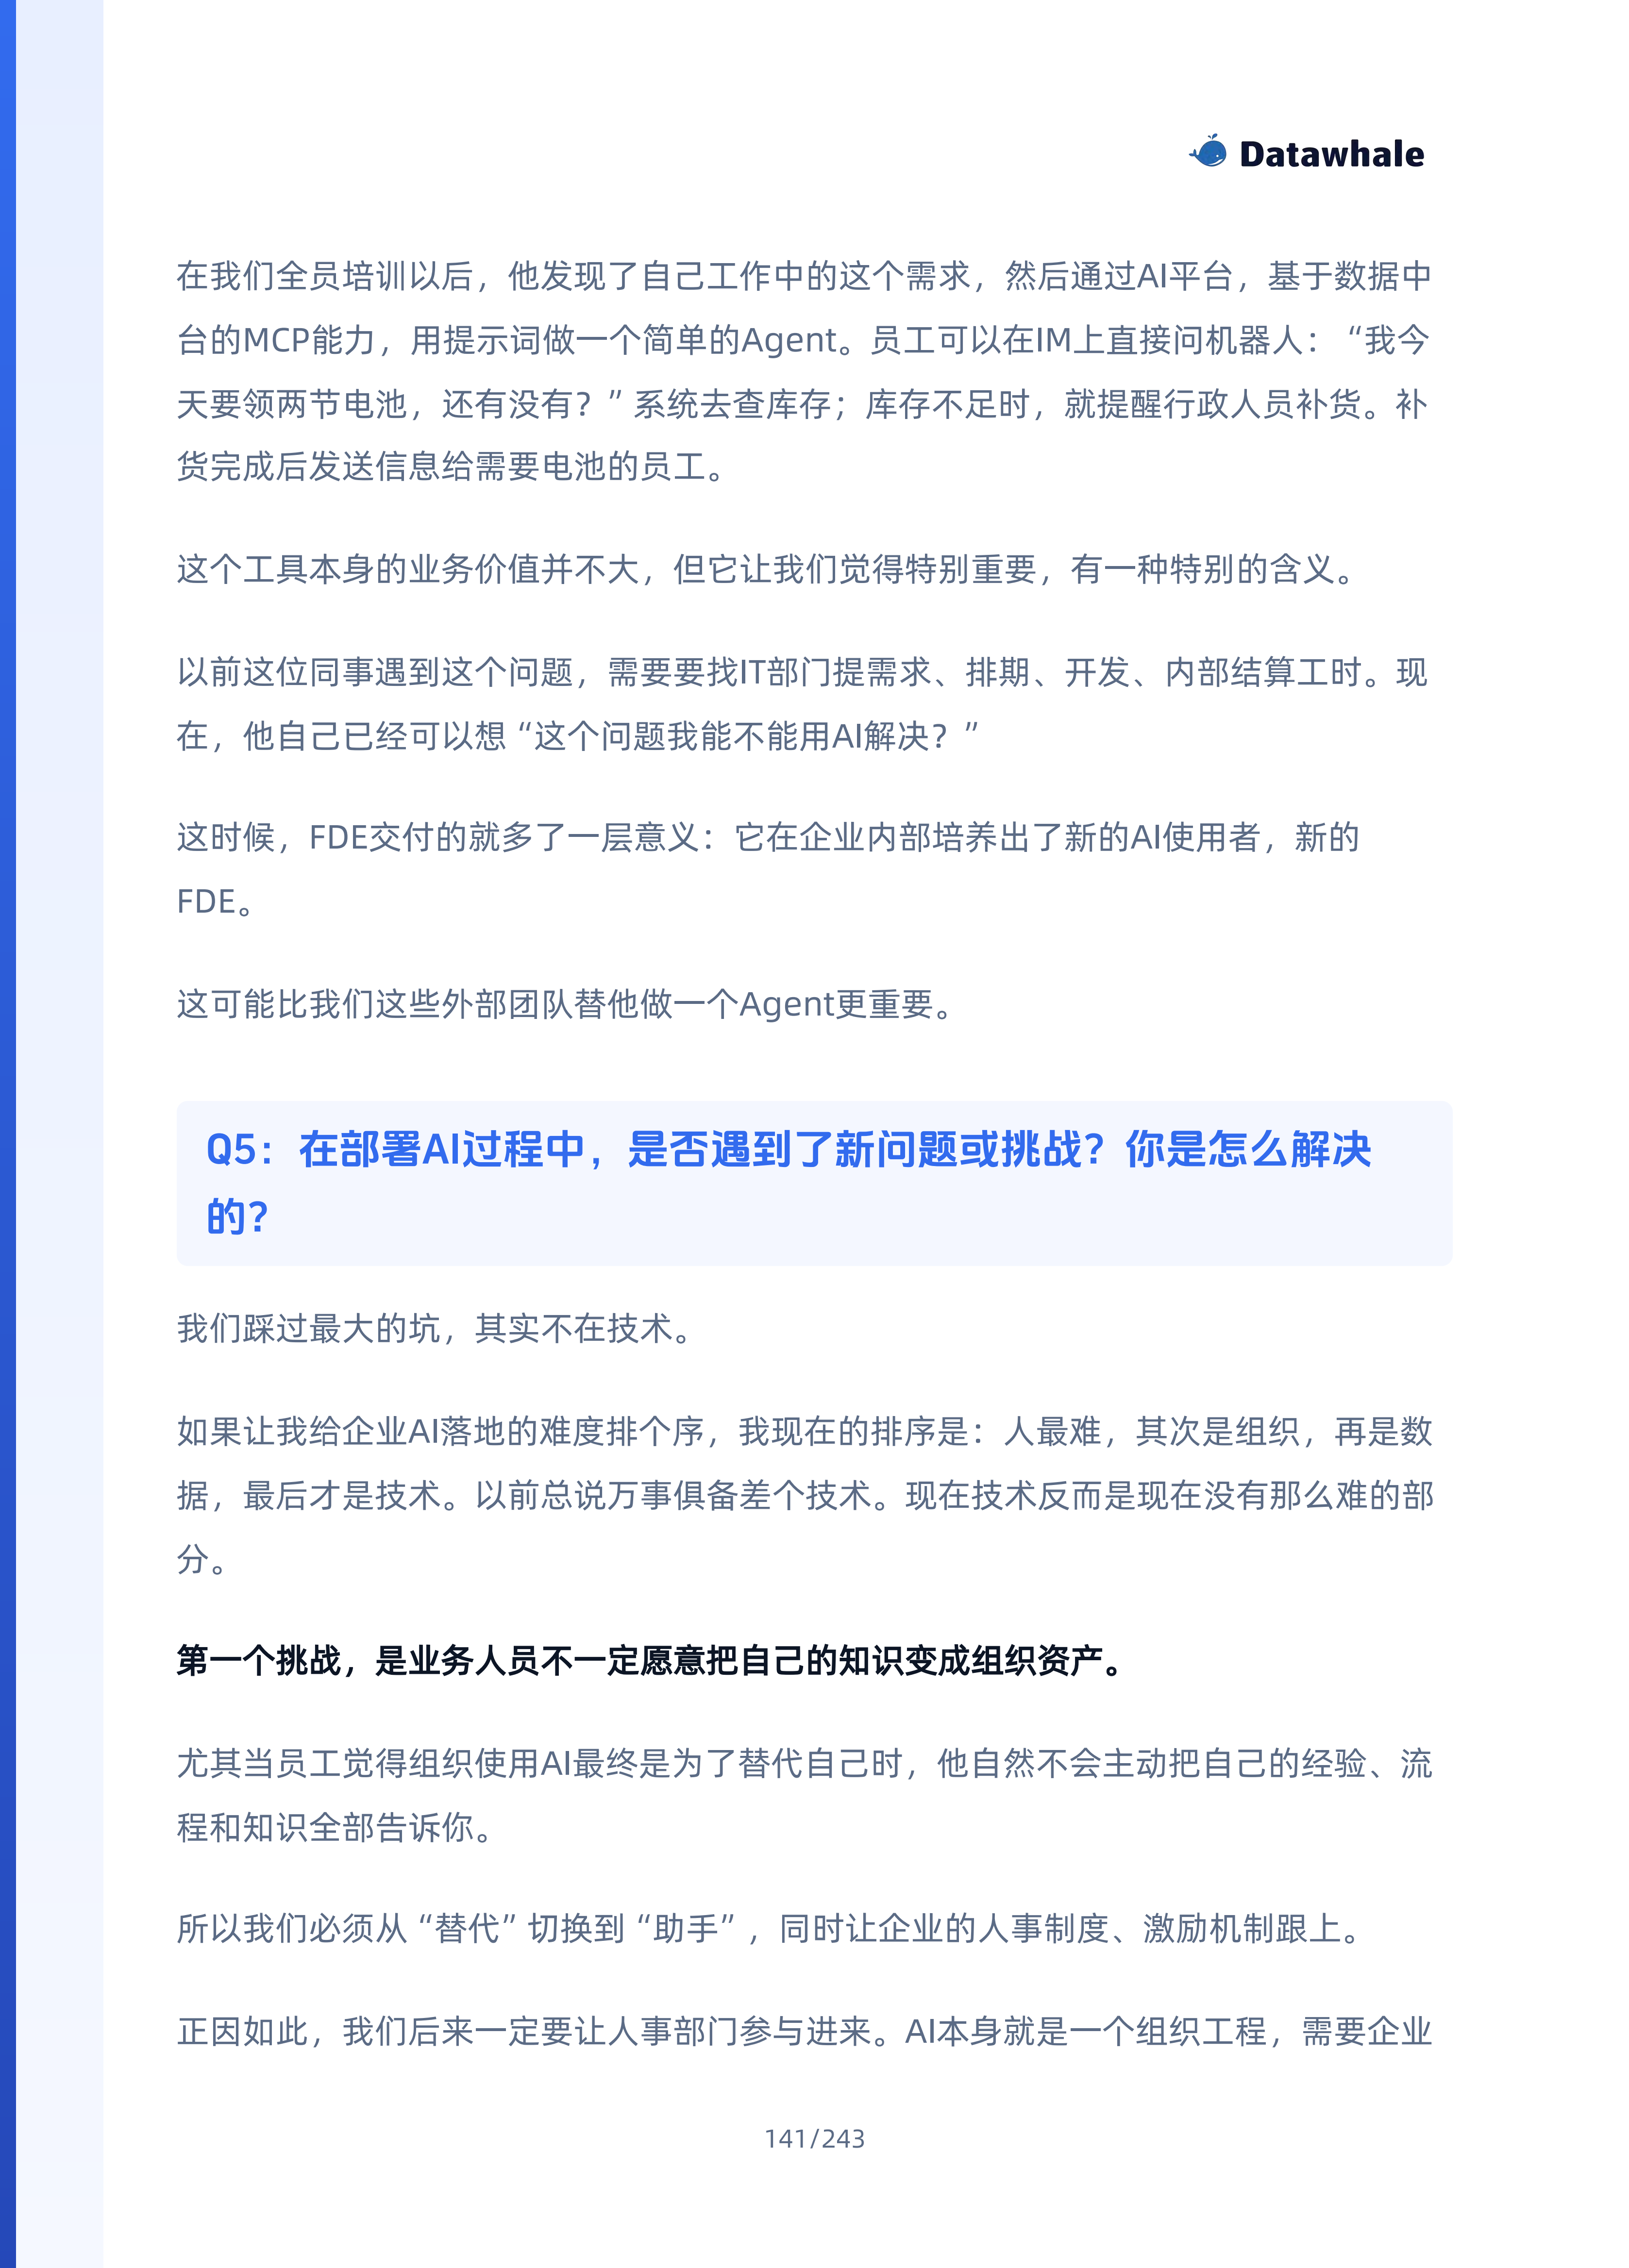 Datawhale
在我们全员培训以后，他发现了自己工作中的这个需求，然后通过AI平台，基于数据中
台的MCP能力，用提示词做一个简单的Agent。员工可以在IM上直接问机器人：“我今
天要领两节电池，还有没有？”系统去查库存；库存不足时，就提醒行政人员补货。补
货完成后发送信息给需要电池的员工。
这个工具本身的业务价值并不大，但它让我们觉得特别重要，有一种特别的含义。
以前这位同事遇到这个问题，需要要找IT部门提需求、排期、开发、内部结算工时。现
在，他自己已经可以想“这个问题我能不能用AI解决？”
这时候，FDE交付的就多了一层意义：它在企业内部培养出了新的AI使用者，新的
FDE。
这可能比我们这些外部团队替他做一个Agent更重要。
Q5：在部署AI过程中，是否遇到了新问题或挑战？你是怎么解决
的？
我们踩过最大的坑，其实不在技术。
如果让我给企业AI落地的难度排个序，我现在的排序是：人最难，其次是组织，再是数
据，最后才是技术。以前总说万事俱备差个技术。现在技术反而是现在没有那么难的部
分。
第一个挑战，是业务人员不一定愿意把自己的知识变成组织资产。
尤其当员工觉得组织使用AI最终是为了替代自己时，他自然不会主动把自己的经验、流
程和知识全部告诉你。
所以我们必须从“替代”切换到“助手”，同时让企业的人事制度、激励机制跟上。
正因如此，我们后来一定要让人事部门参与进来。AI本身就是一个组织工程，需要企业
141/243